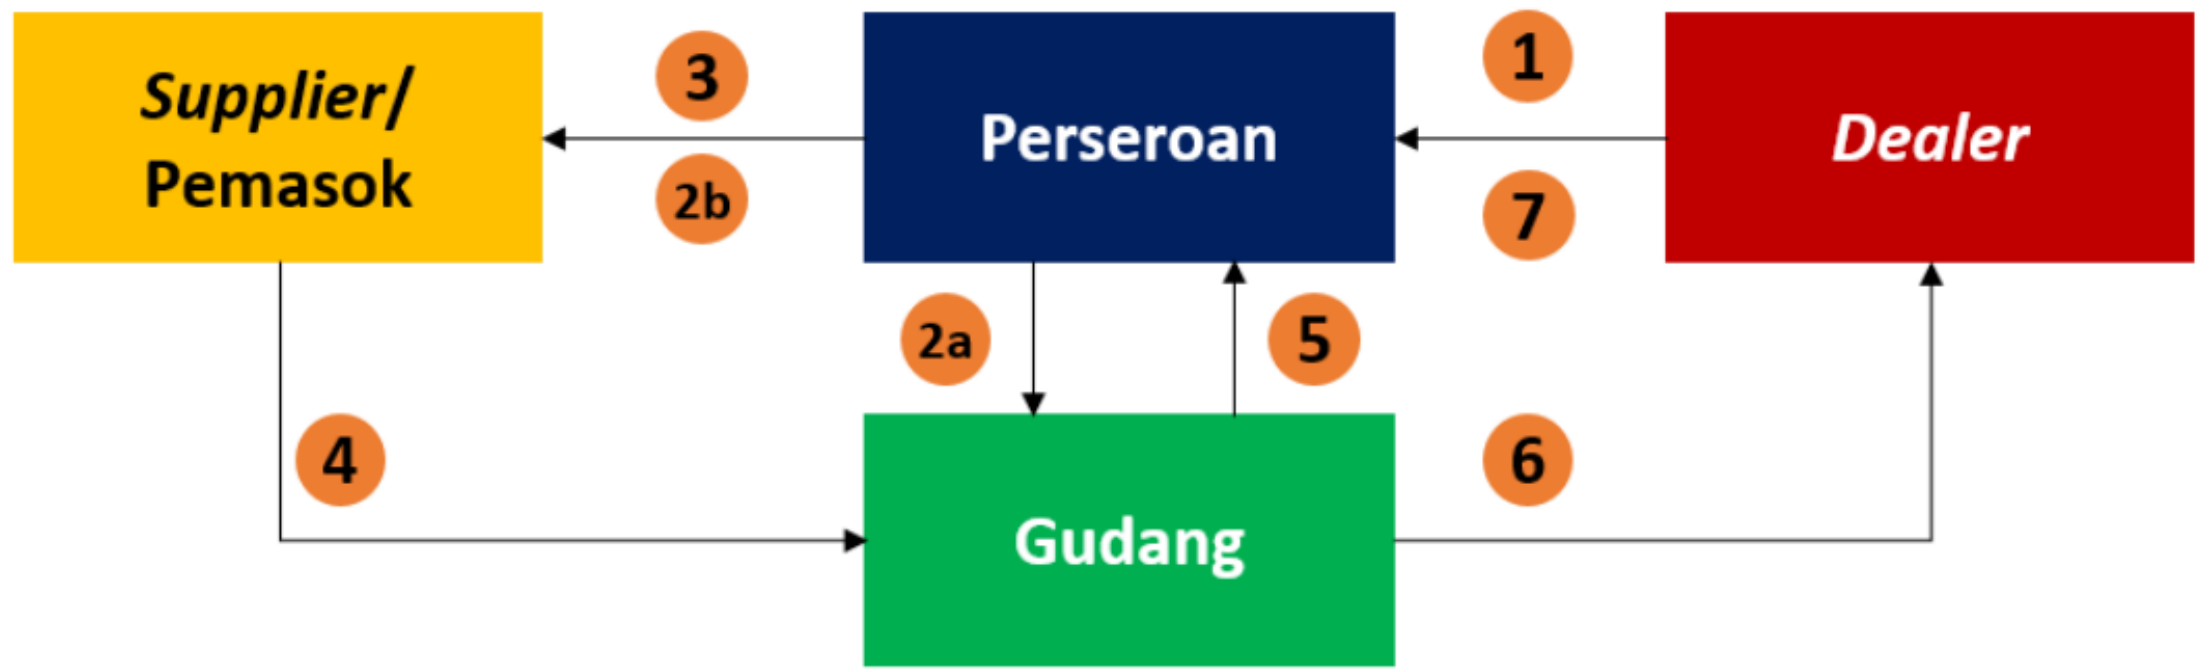 Supplier/
Pemasok
3
2b
Perseroan
1
7
Dealer
2a
5
4
6
Gudang